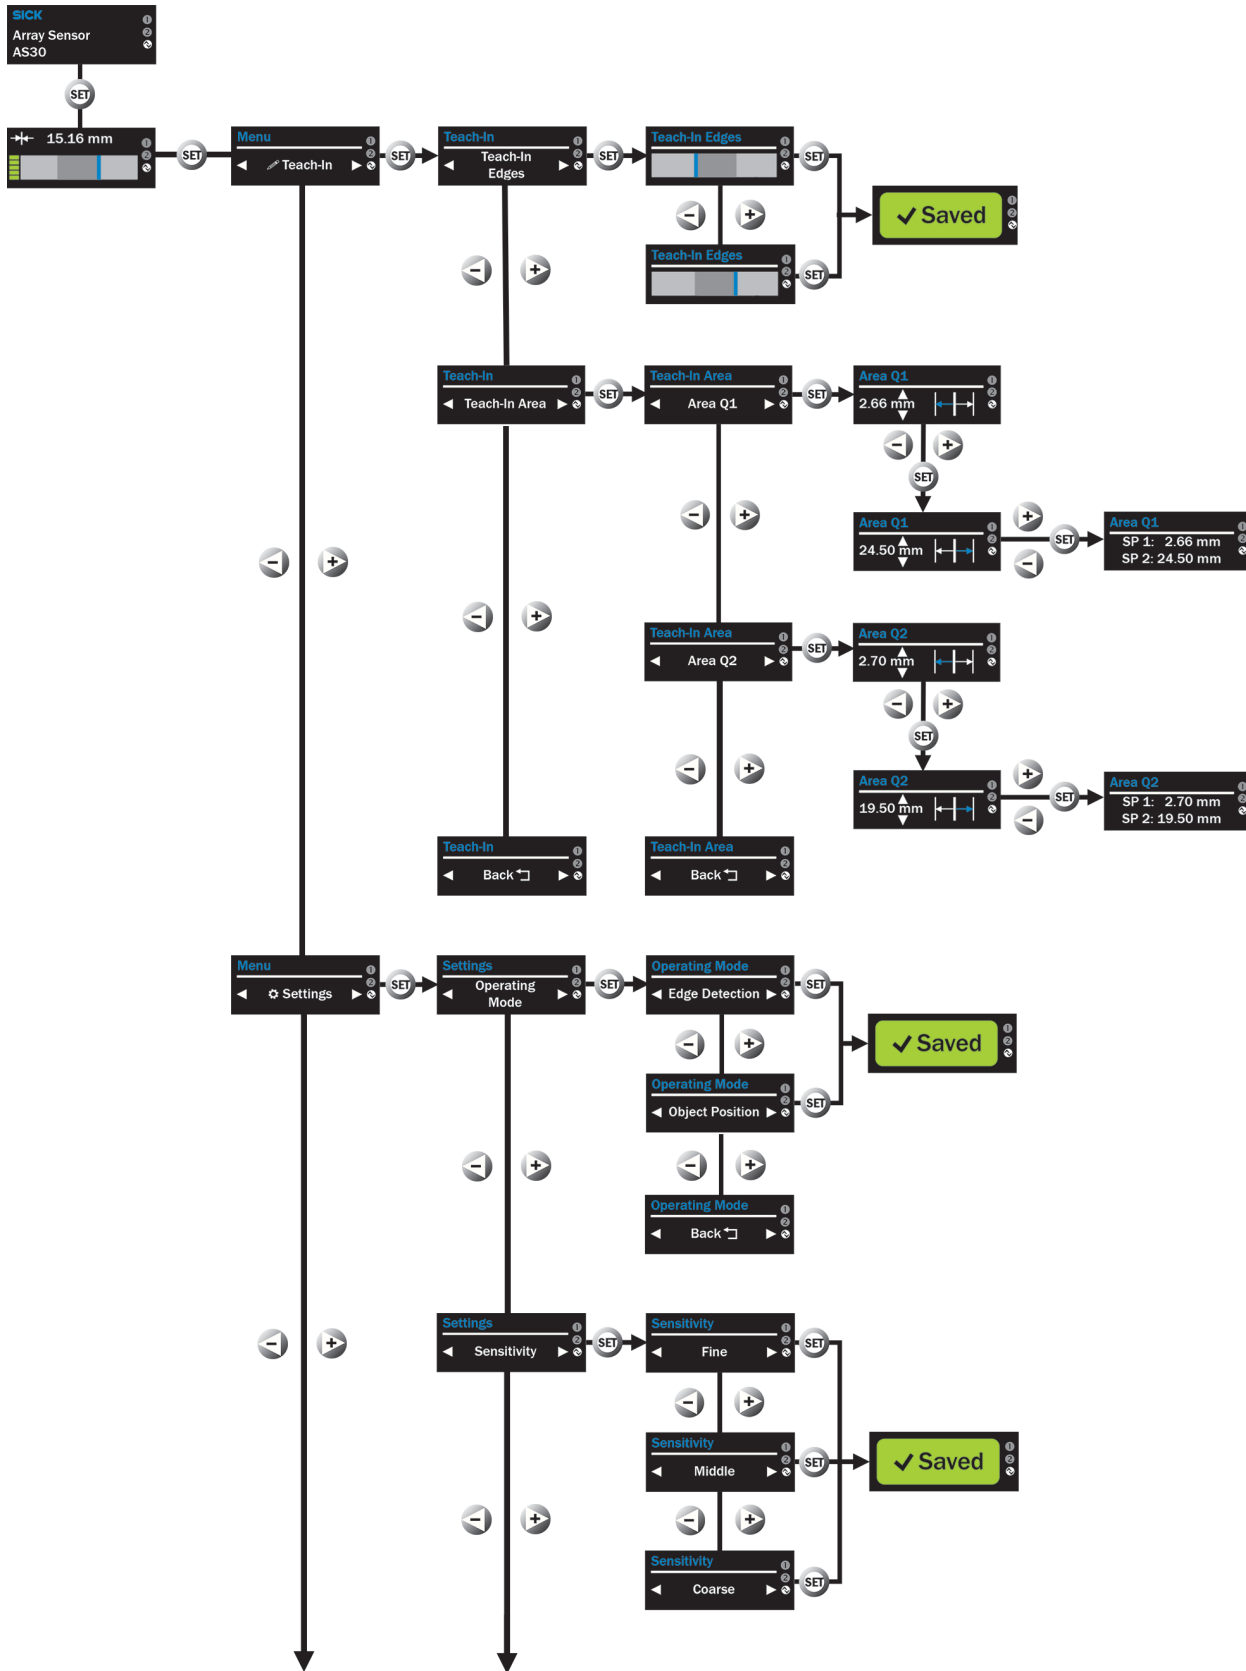 SICK
Array Sensor
AS30
SET
15.16 mm
SET
Menu
Teach-In
SET
Teach-In
Teach-In
Edges
SET
Teach-In Edges
SET
Saved
Teach-In Edges
SET
Teach-In
Teach-In Area
SET
Teach-In Area
Area Q1
SET
Area Q1
2.66 mm
SET
Area Q1
24.50 mm
SET
Area Q1
SP 1: 2.66 mm
SP 2: 24.50 mm
Teach-In Area
Area Q2
SET
Area Q2
2.70 mm
SET
Area Q2
19.50 mm
SET
Area Q2
SP 1: 2.70 mm
SP 2: 19.50 mm
Teach-In
Back
Teach-In Area
Back
Menu
Settings
SET
Settings
Operating
Mode
SET
Operating Mode
Edge Detection
SET
Saved
Operating Mode
Object Position
SET
Operating Mode
Back
Settings
Sensitivity
SET
Sensitivity
Fine
SET
Sensitivity
Middle
SET
Saved
Sensitivity
Coarse
SET